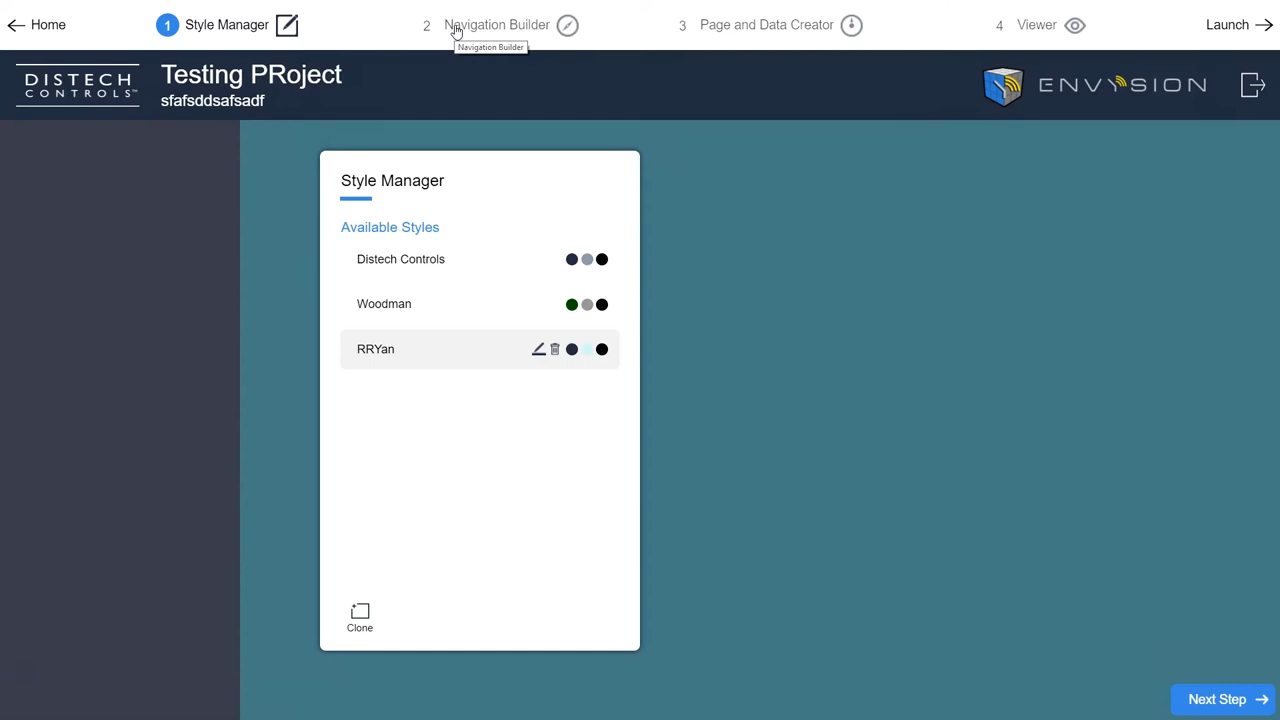 Home
1 Style Manager
2 Navigation Builder
3 Page and Data Creator
4 Viewer
Launch
Navigation Builder
DISTECH
CONTROLS™
Testing PRoject
sfafsddsafsadf
ENVYSION
Style Manager
Available Styles
Distech Controls
Woodman
RRYan
Clone
Next Step